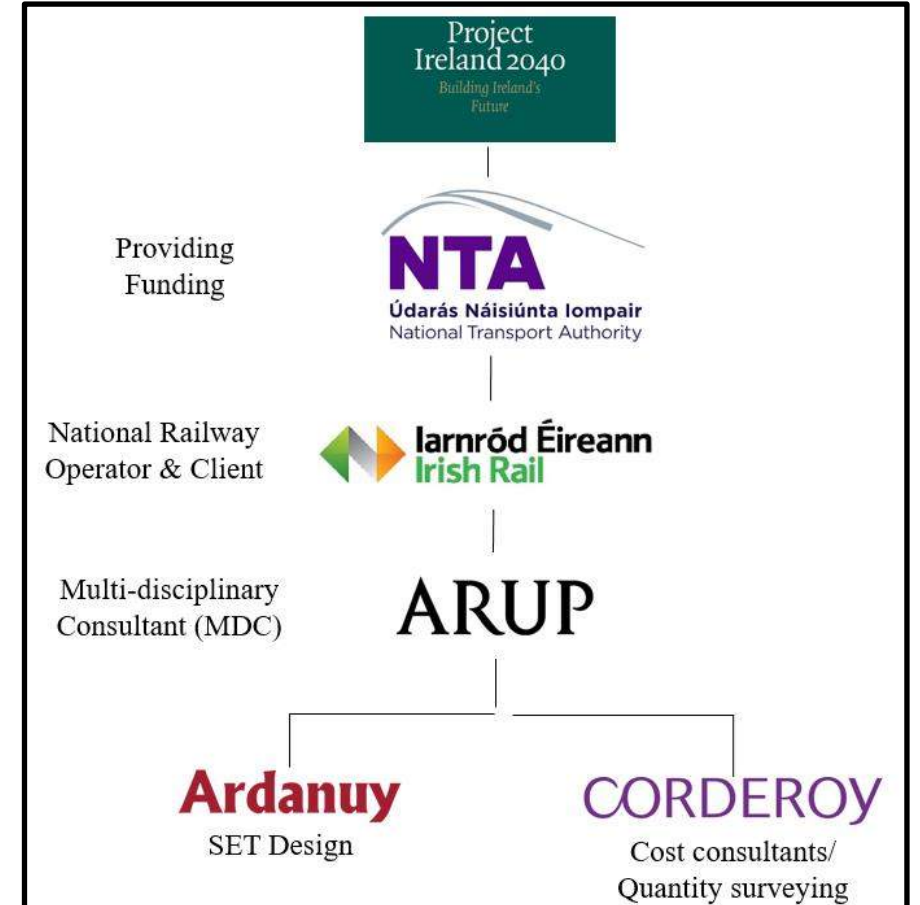 Project
Ireland 2040
Building Ireland's
Future
Providing
Funding
NTA
Údarás Náisiúnta Iompair
National Transport Authority
National Railway
Operator & Client
Iarnród Éireann
Irish Rail
Multi-disciplinary
Consultant (MDC)
ARUP
Ardanuy
SET Design
CORDEROY
Cost consultants/
Quantity surveying